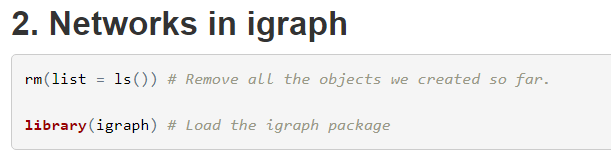 2. Networks in igraph
rm(list = ls()) # Remove all the objects we created so far.
library(igraph) # Load the igraph package